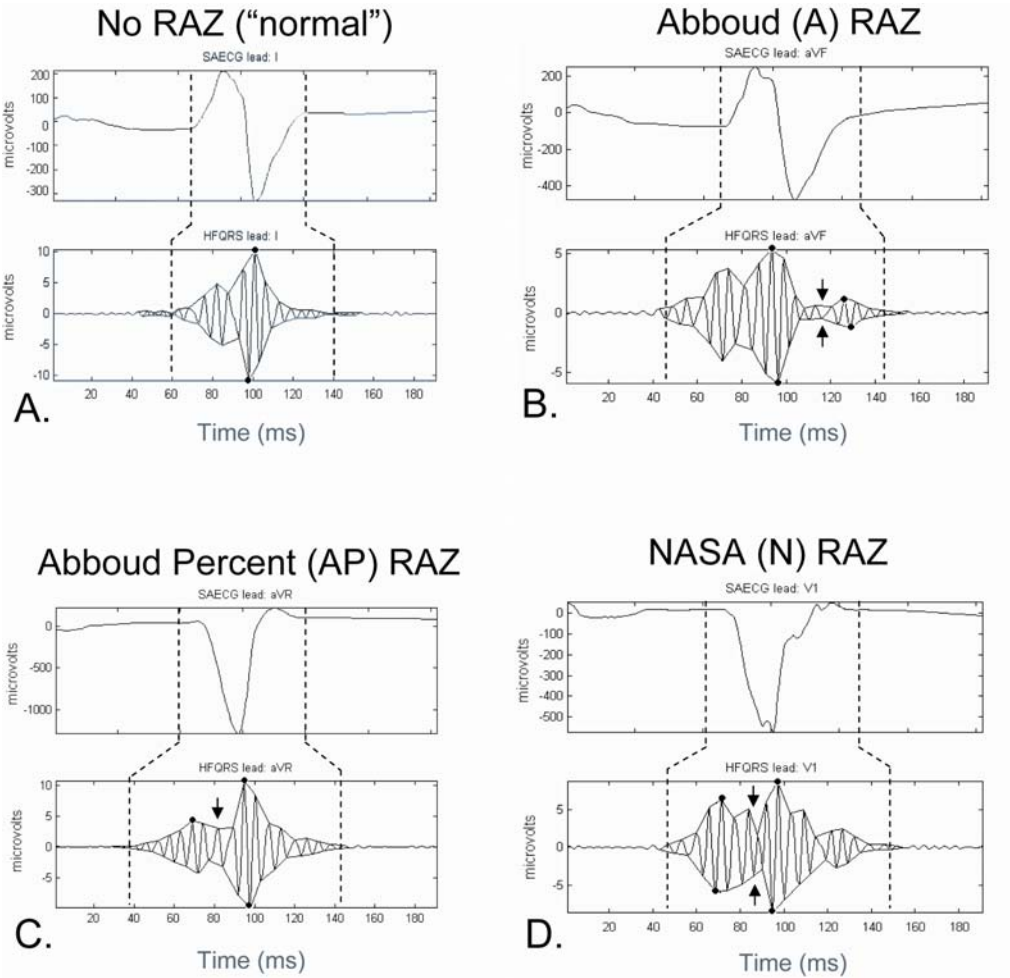 No RAZ (“normal”)
SAECG lead: I
200
100
0
-100
-200
-300
microvolts
HFQRS lead: I
10
5
0
-5
-10
microvolts
20 40 60 80 100 120 140 160 180
A.
Time (ms)
Abboud (A) RAZ
SAECG lead: aVF
200
0
-200
-400
microvolts
HFQRS lead: aVF
5
0
-5
microvolts
20 40 60 80 100 120 140 160 180
B.
Time (ms)
Abboud Percent (AP) RAZ
SAECG lead: aVR
0
-500
-1000
microvolts
HFQRS lead: aVR
10
5
0
-5
microvolts
20 40 60 80 100 120 140 160 180
C.
Time (ms)
NASA (N) RAZ
SAECG lead: V1
0
-100
-200
-300
-400
-500
microvolts
HFQRS lead: V1
5
0
-5
microvolts
20 40 60 80 100 120 140 160 180
D.
Time (ms)